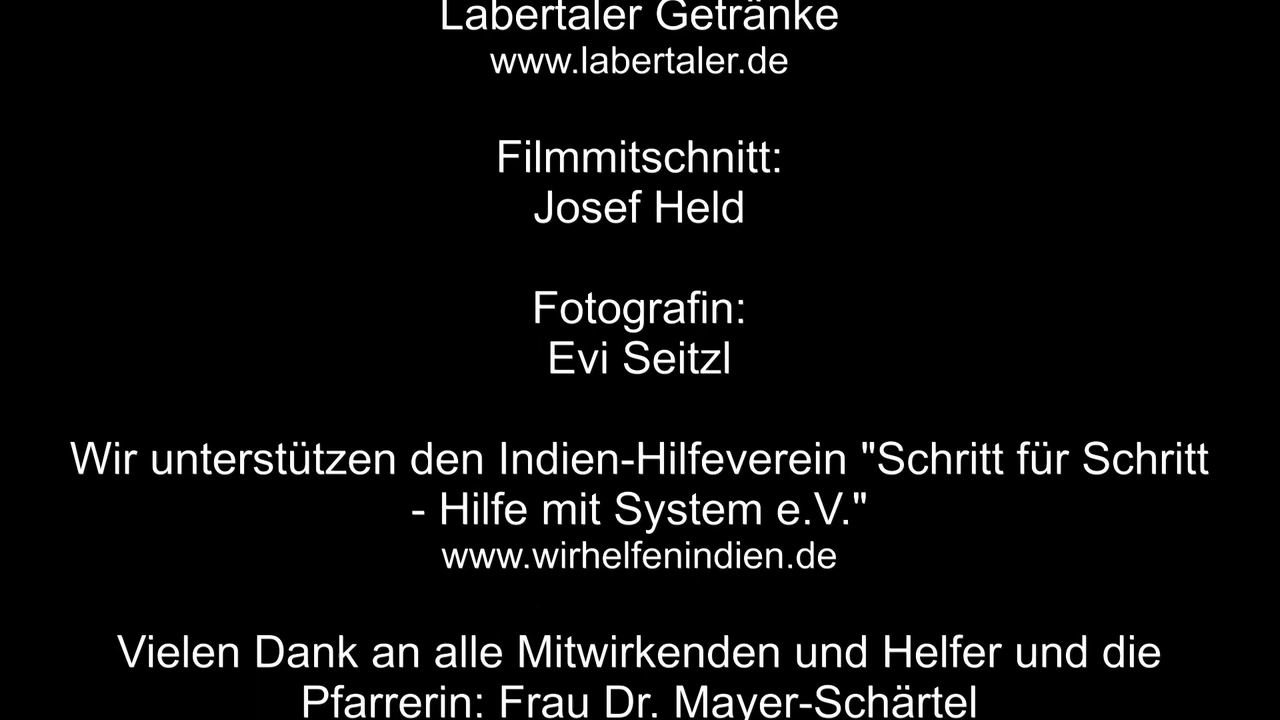 Labertaler Getränke
www.labertaler.de
Filmmitschnitt:
Josef Held
Fotografin:
Evi Seitzl
Wir unterstützen den Indien-Hilfeverein "Schritt für Schritt
- Hilfe mit System e.V."
www.wirhelfenindien.de
Vielen Dank an alle Mitwirkenden und Helfer und die
Pfarrerin: Frau Dr. Mayer-Schärtel